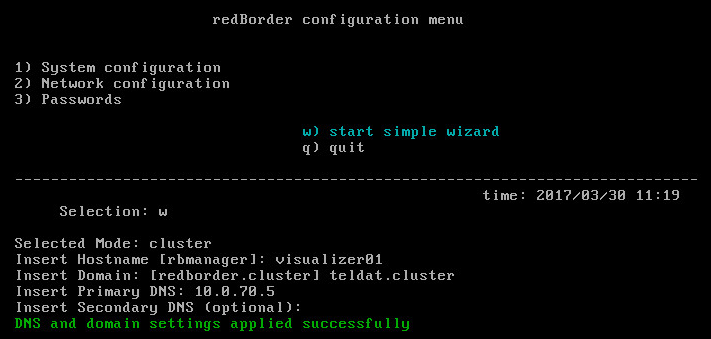 redBorder configuration menu
1) System configuration
2) Network configuration
3) Passwords
w) start simple wizard
q) quit
time: 2017/03/30 11:19
Selection: w
Selected Mode: cluster
Insert Hostname [rbmanager]: visualizer01
Insert Domain: [redborder.cluster] teldat.cluster
Insert Primary DNS: 10.0.70.5
Insert Secondary DNS (optional):
DNS and domain settings applied successfully